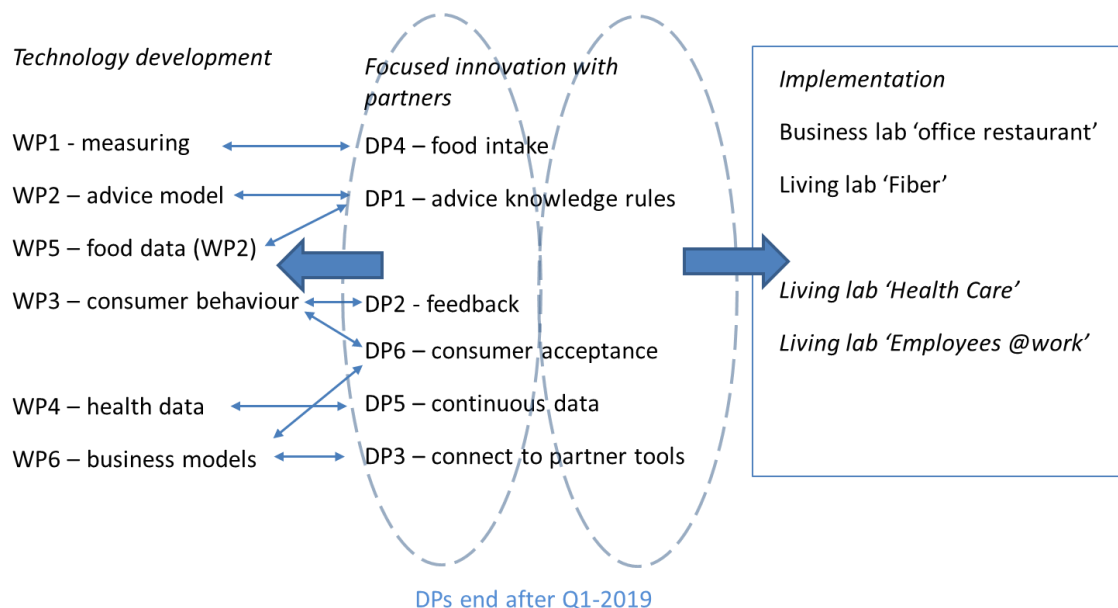 Technology development
WP1 - measuring
WP2 – advice model
WP5 – food data (WP2)
WP3 – consumer behaviour
WP4 – health data
WP6 – business models
Focused innovation with
partners
DP4 – food intake
DP1 – advice knowledge rules
DP2 - feedback
DP6 – consumer acceptance
DP5 – continuous data
DP3 – connect to partner tools
Implementation
Business lab ‘office restaurant’
Living lab ‘Fiber’
Living lab ‘Health Care’
Living lab ‘Employees @work’
DPs end after Q1-2019